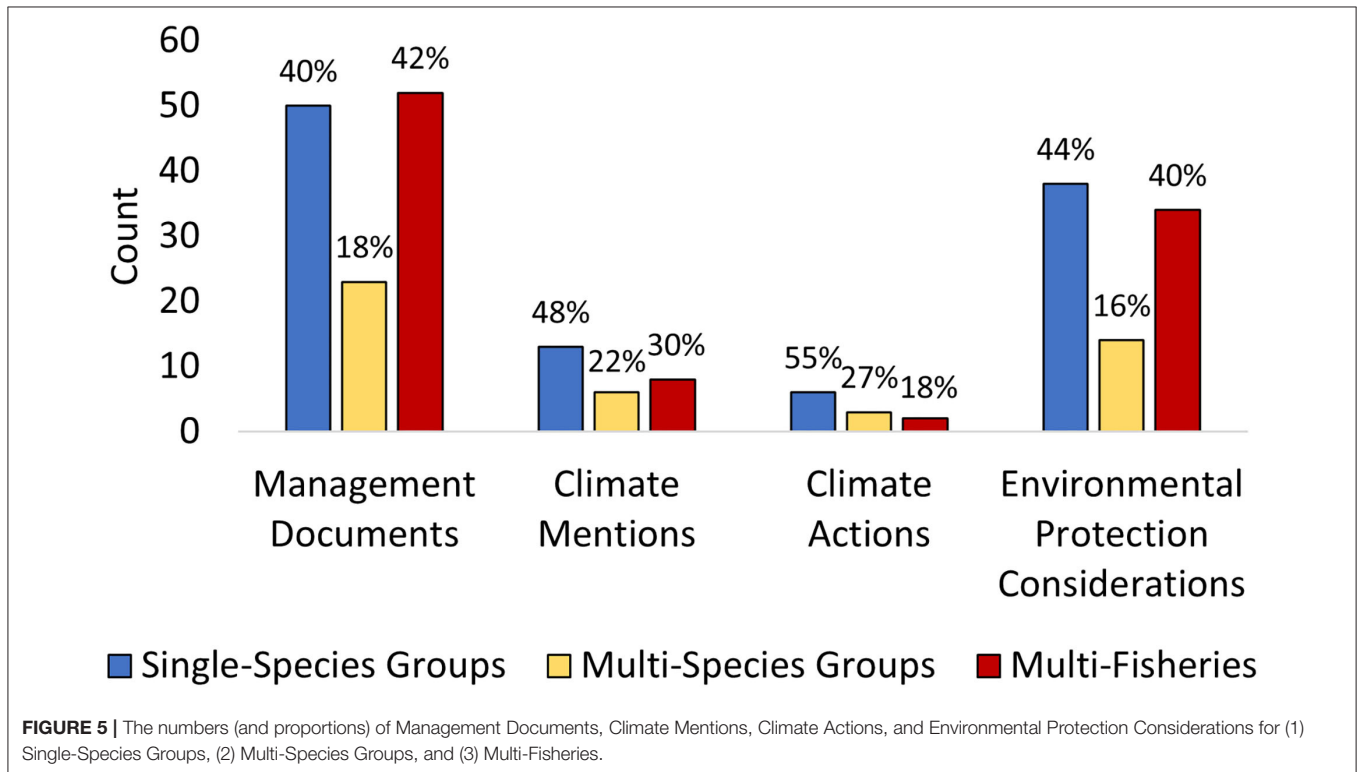 60
50
40
30
20
10
0
Count
40%
18%
42%
48%
22%
30%
55%
27%
18%
44%
16%
40%
Management
Documents
Climate
Mentions
Climate
Actions
Environmental
Protection
Considerations
Single-Species Groups
Multi-Species Groups
Multi-Fisheries
FIGURE 5 | The numbers (and proportions) of Management Documents, Climate Mentions, Climate Actions, and Environmental Protection Considerations for (1)
Single-Species Groups, (2) Multi-Species Groups, and (3) Multi-Fisheries.